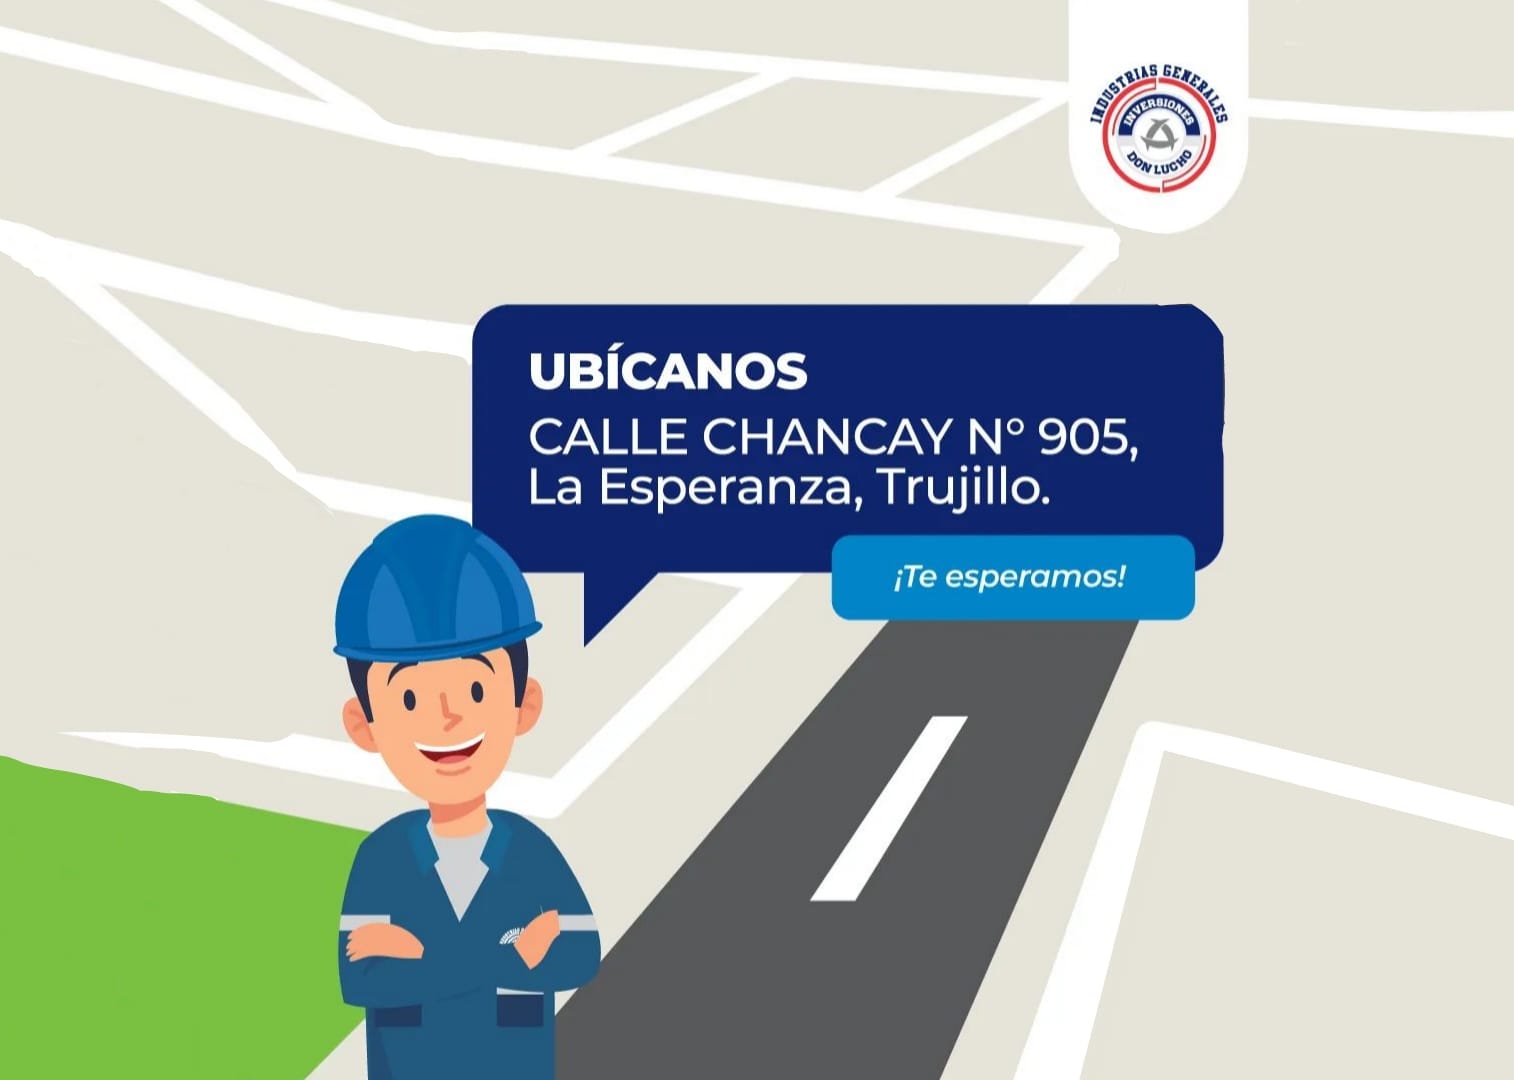 INDUSTRIAS GENERALES
INVERSIONES
DON LUCHO
UBÍCANOS
CALLE CHANCAY N° 905,
La Esperanza, Trujillo.
¡Te esperamos!